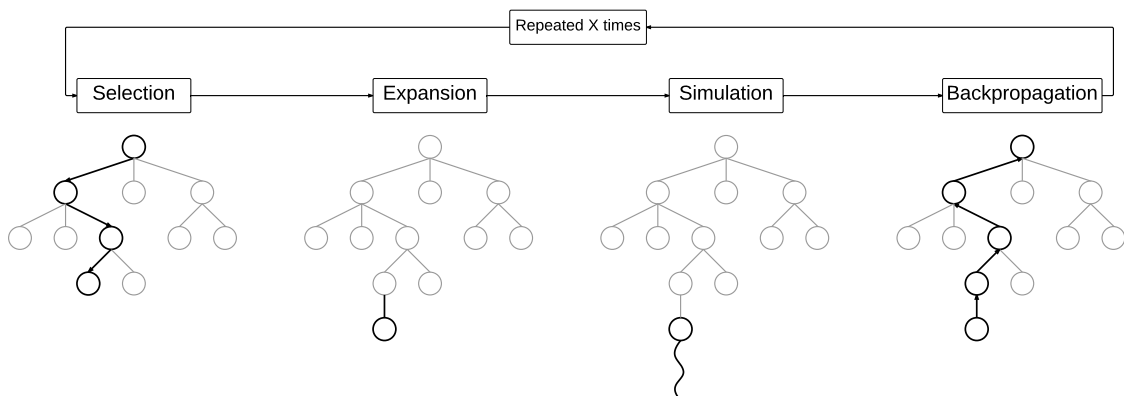 Repeated X times
Selection
Expansion
Simulation
Backpropagation